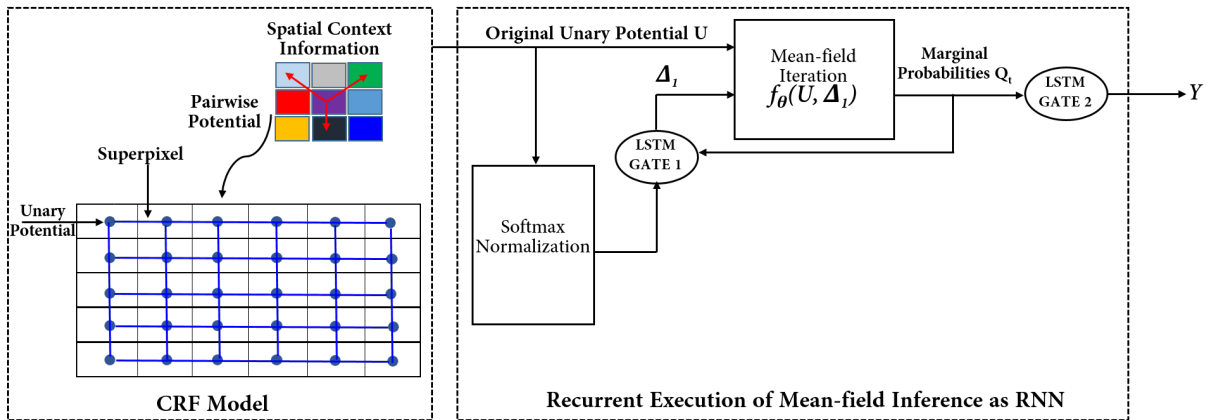 Spatial Context
Information
Pairwise
Potential
Superpixel
Unary
Potential
CRF Model
Original Unary Potential U
Δ₁
Mean-field
Iteration
fθ(U, Δ₁)
Marginal
Probabilities Qₜ
LSTM
GATE 2
Y
LSTM
GATE 1
Softmax
Normalization
Recurrent Execution of Mean-field Inference as RNN